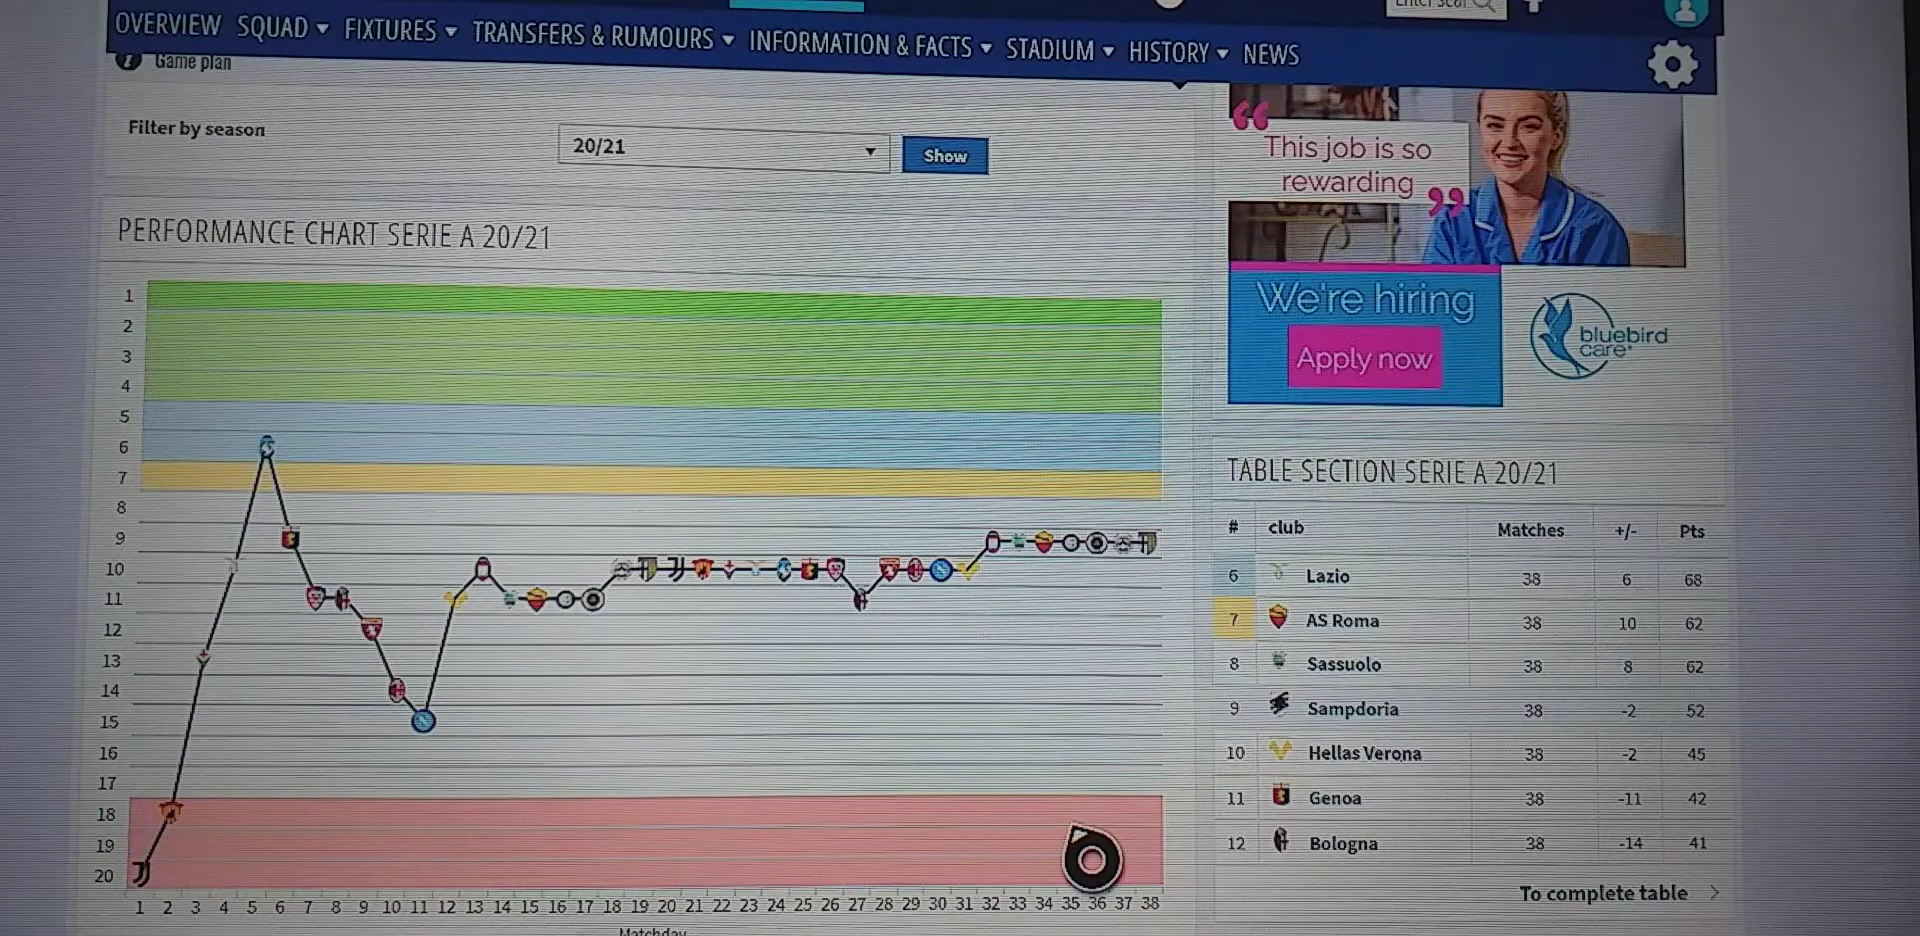 OVERVIEW SQUAD FIXTURES TRANSFERS & RUMOURS INFORMATION & FACTS STADIUM HISTORY NEWS
Game plan
Filter by season
20/21
Show
PERFORMANCE CHART SERIE A 20/21
1
2
3
4
5
6
7
8
9
10
11
12
13
14
15
16
17
18
19
20
1 2 3 4 5 6 7 8 9 10 11 12 13 14 15 16 17 18 19 20 21 22 23 24 25 26 27 28 29 30 31 32 33 34 35 36 37 38
Matchday
“ This job is so
rewarding ”
We're hiring
Apply now
bluebird
care
TABLE SECTION SERIE A 20/21
# club Matches +/- Pts
6 Lazio 38 6 68
7 AS Roma 38 10 62
8 Sassuolo 38 8 62
9 Sampdoria 38 -2 52
10 Hellas Verona 38 -2 45
11 Genoa 38 -11 42
12 Bologna 38 -14 41
To complete table